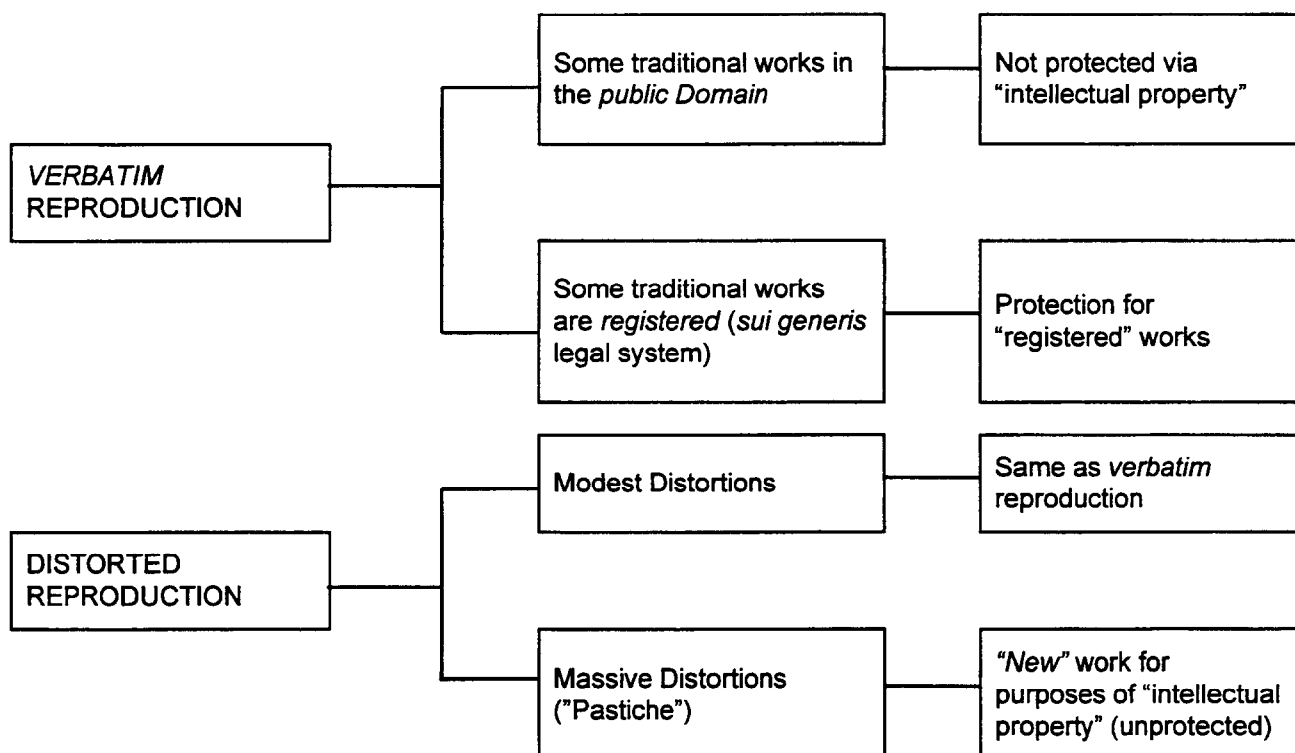 Some traditional works in
the public Domain
Not protected via
“intellectual property”
VERBATIM
REPRODUCTION
Some traditional works
are registered (sui generis
legal system)
Protection for
“registered” works
Modest Distortions
Same as verbatim
reproduction
DISTORTED
REPRODUCTION
Massive Distortions
(”Pastiche”)
“New” work for
purposes of “intellectual
property” (unprotected)